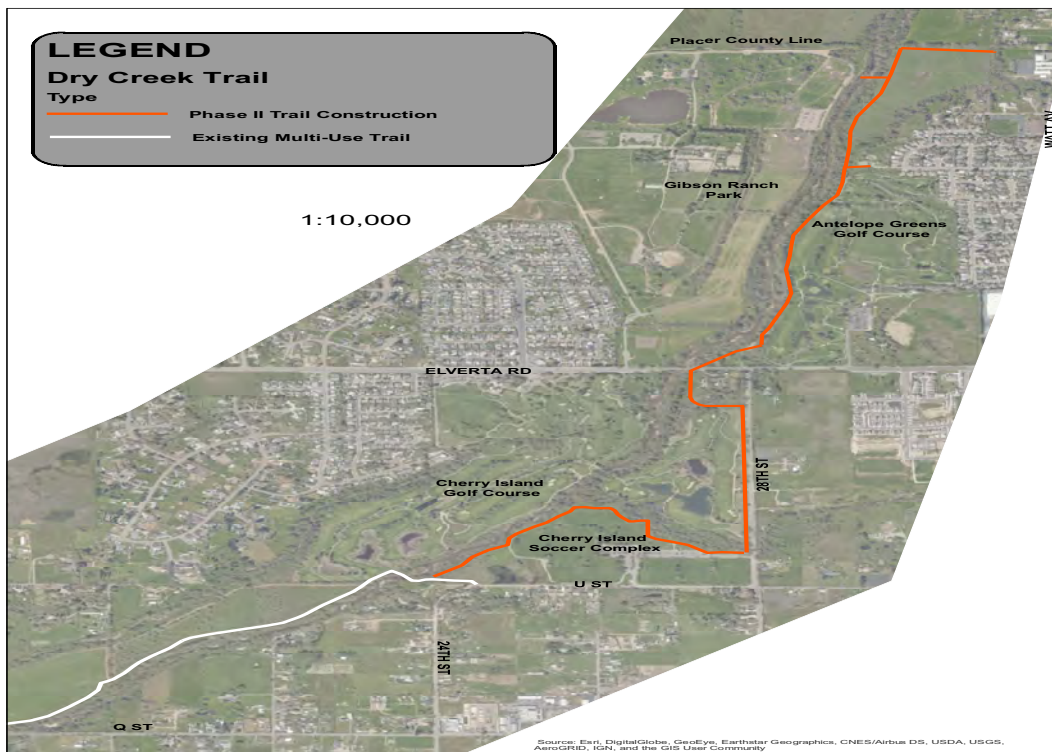 LEGEND
Dry Creek Trail
Type
Phase II Trail Construction
Existing Multi-Use Trail
1:10,000
Placer County Line
WATT AV
Gibson Ranch
Park
Antelope Greens
Golf Course
ELVERTA RD
Cherry Island
Golf Course
28TH ST
Cherry Island
Soccer Complex
U ST
24TH ST
Q ST
Source: Esri, DigitalGlobe, GeoEye, Earthstar Geographics, CNES/Airbus DS, USDA, USGS,
AeroGRID, IGN, and the GIS User Community